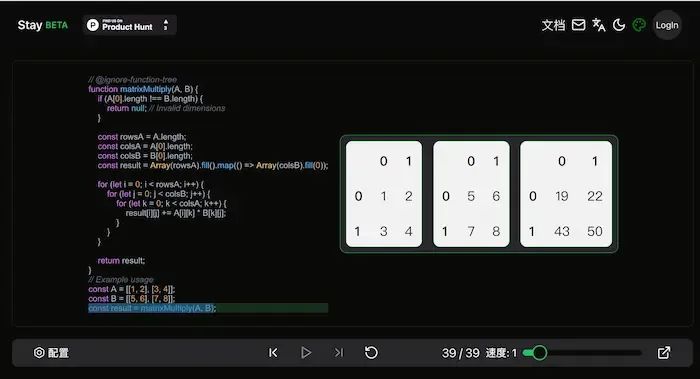 Stay BETA
FIND US ON
Product Hunt
文档
LogIn
// @ignore-function-tree
function matrixMultiply(A, B) {
if (A[0].length !== B.length) {
return null; // Invalid dimensions
}
const rowsA = A.length;
const colsA = A[0].length;
const colsB = B[0].length;
const result = Array(rowsA).fill().map(() => Array(colsB).fill(0));
for (let i = 0; i < rowsA; i++) {
for (let j = 0; j < colsB; j++) {
for (let k = 0; k < colsA; k++) {
result[i][j] += A[i][k] * B[k][j];
}
}
}
return result;
}
// Example usage
const A = [[1, 2], [3, 4]];
const B = [[5, 6], [7, 8]];
const result = matrixMultiply(A, B);
0 1
0 1 2
1 3 4
0 1
0 5 6
1 7 8
0 1
0 19 22
1 43 50
配置
39 / 39 速度: 1